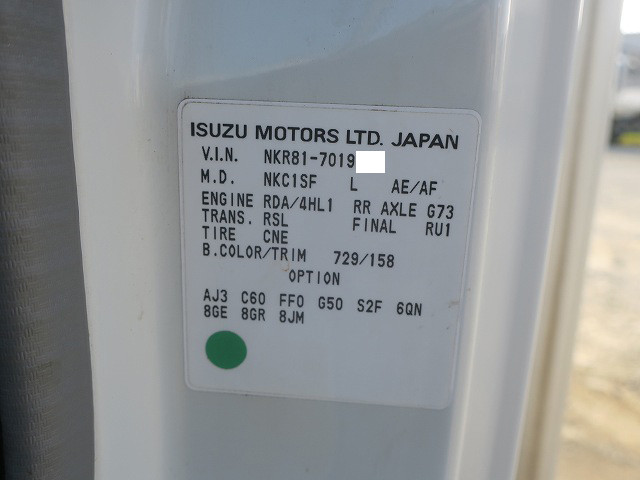 ISUZU MOTORS LTD. JAPAN
V.I.N. NKR81-7019
M.D. NKC1SF L AE/AF
ENGINE RDA/4HL1 RR AXLE G73
TRANS. RSL FINAL RU1
TIRE CNE
B.COLOR/TRIM 729/158
OPTION
AJ3 C60 FF0 G50 S2F 6QN
8GE 8GR 8JM